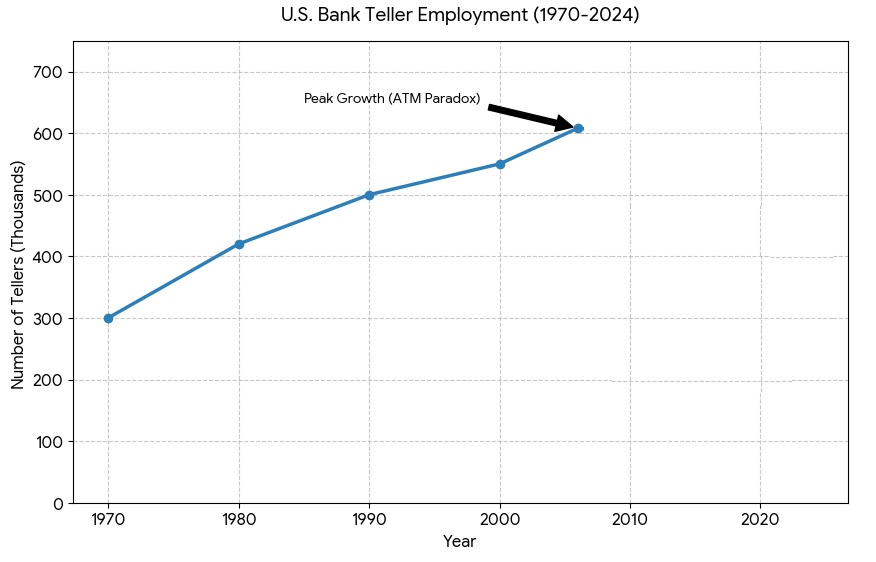 U.S. Bank Teller Employment (1970-2024)
Number of Tellers (Thousands)
700
Peak Growth (ATM Paradox)
600
500
400
300
200
100
0
1970 1980 1990 2000 2010 2020
Year